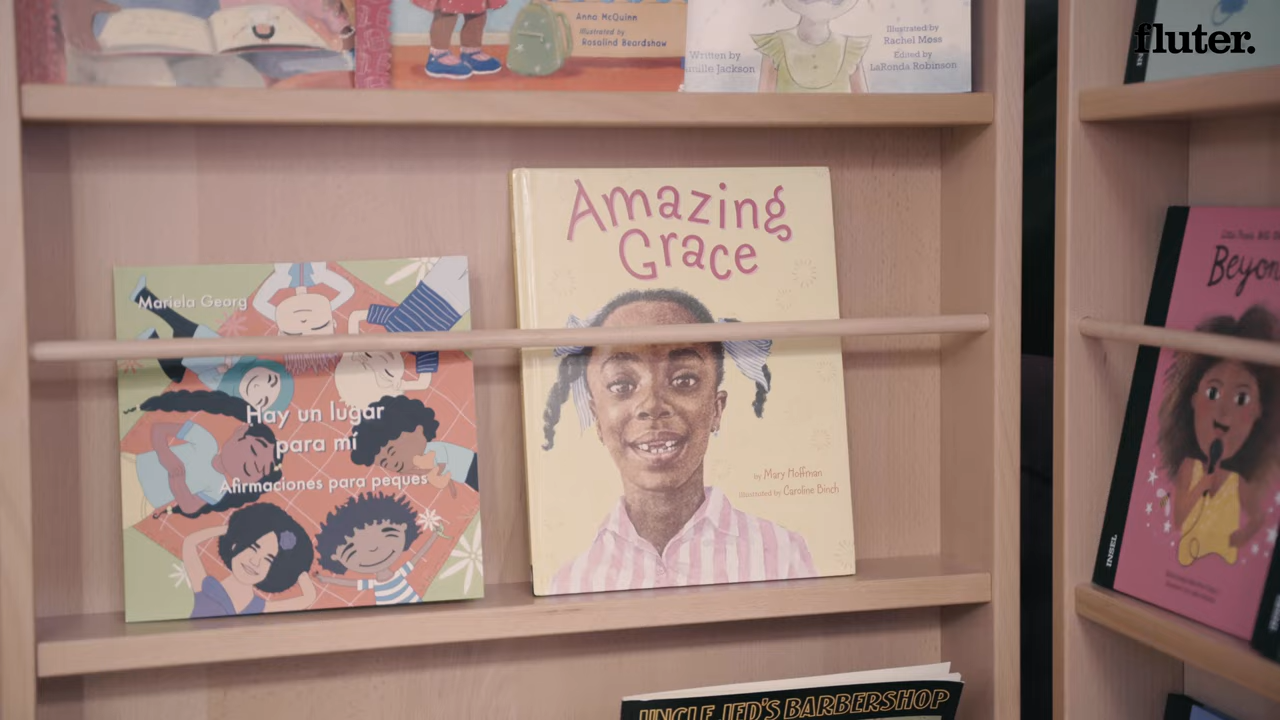 fluter.
Anna McQuinn
Illustrated by
Rosalind Beardshaw
Written by
Jackson
Illustrated by
Rachel Moss
Edited by
LaRonda Robinson
Amazing
Grace
by Mary Hoffman
illustrated by Caroline Binch
Mariela Georg
Hay un lugar
para mí
Afirmaciones para peques
Beyon
INSEL
UNCLE JED'S BARBERSHOP